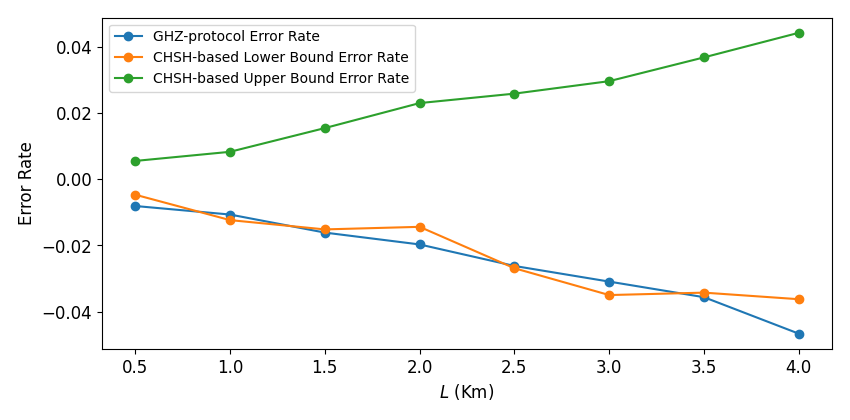 GHZ-protocol Error Rate
CHSH-based Lower Bound Error Rate
CHSH-based Upper Bound Error Rate
0.04
0.02
0.00
−0.02
−0.04
Error Rate
0.5 1.0 1.5 2.0 2.5 3.0 3.5 4.0
L (Km)